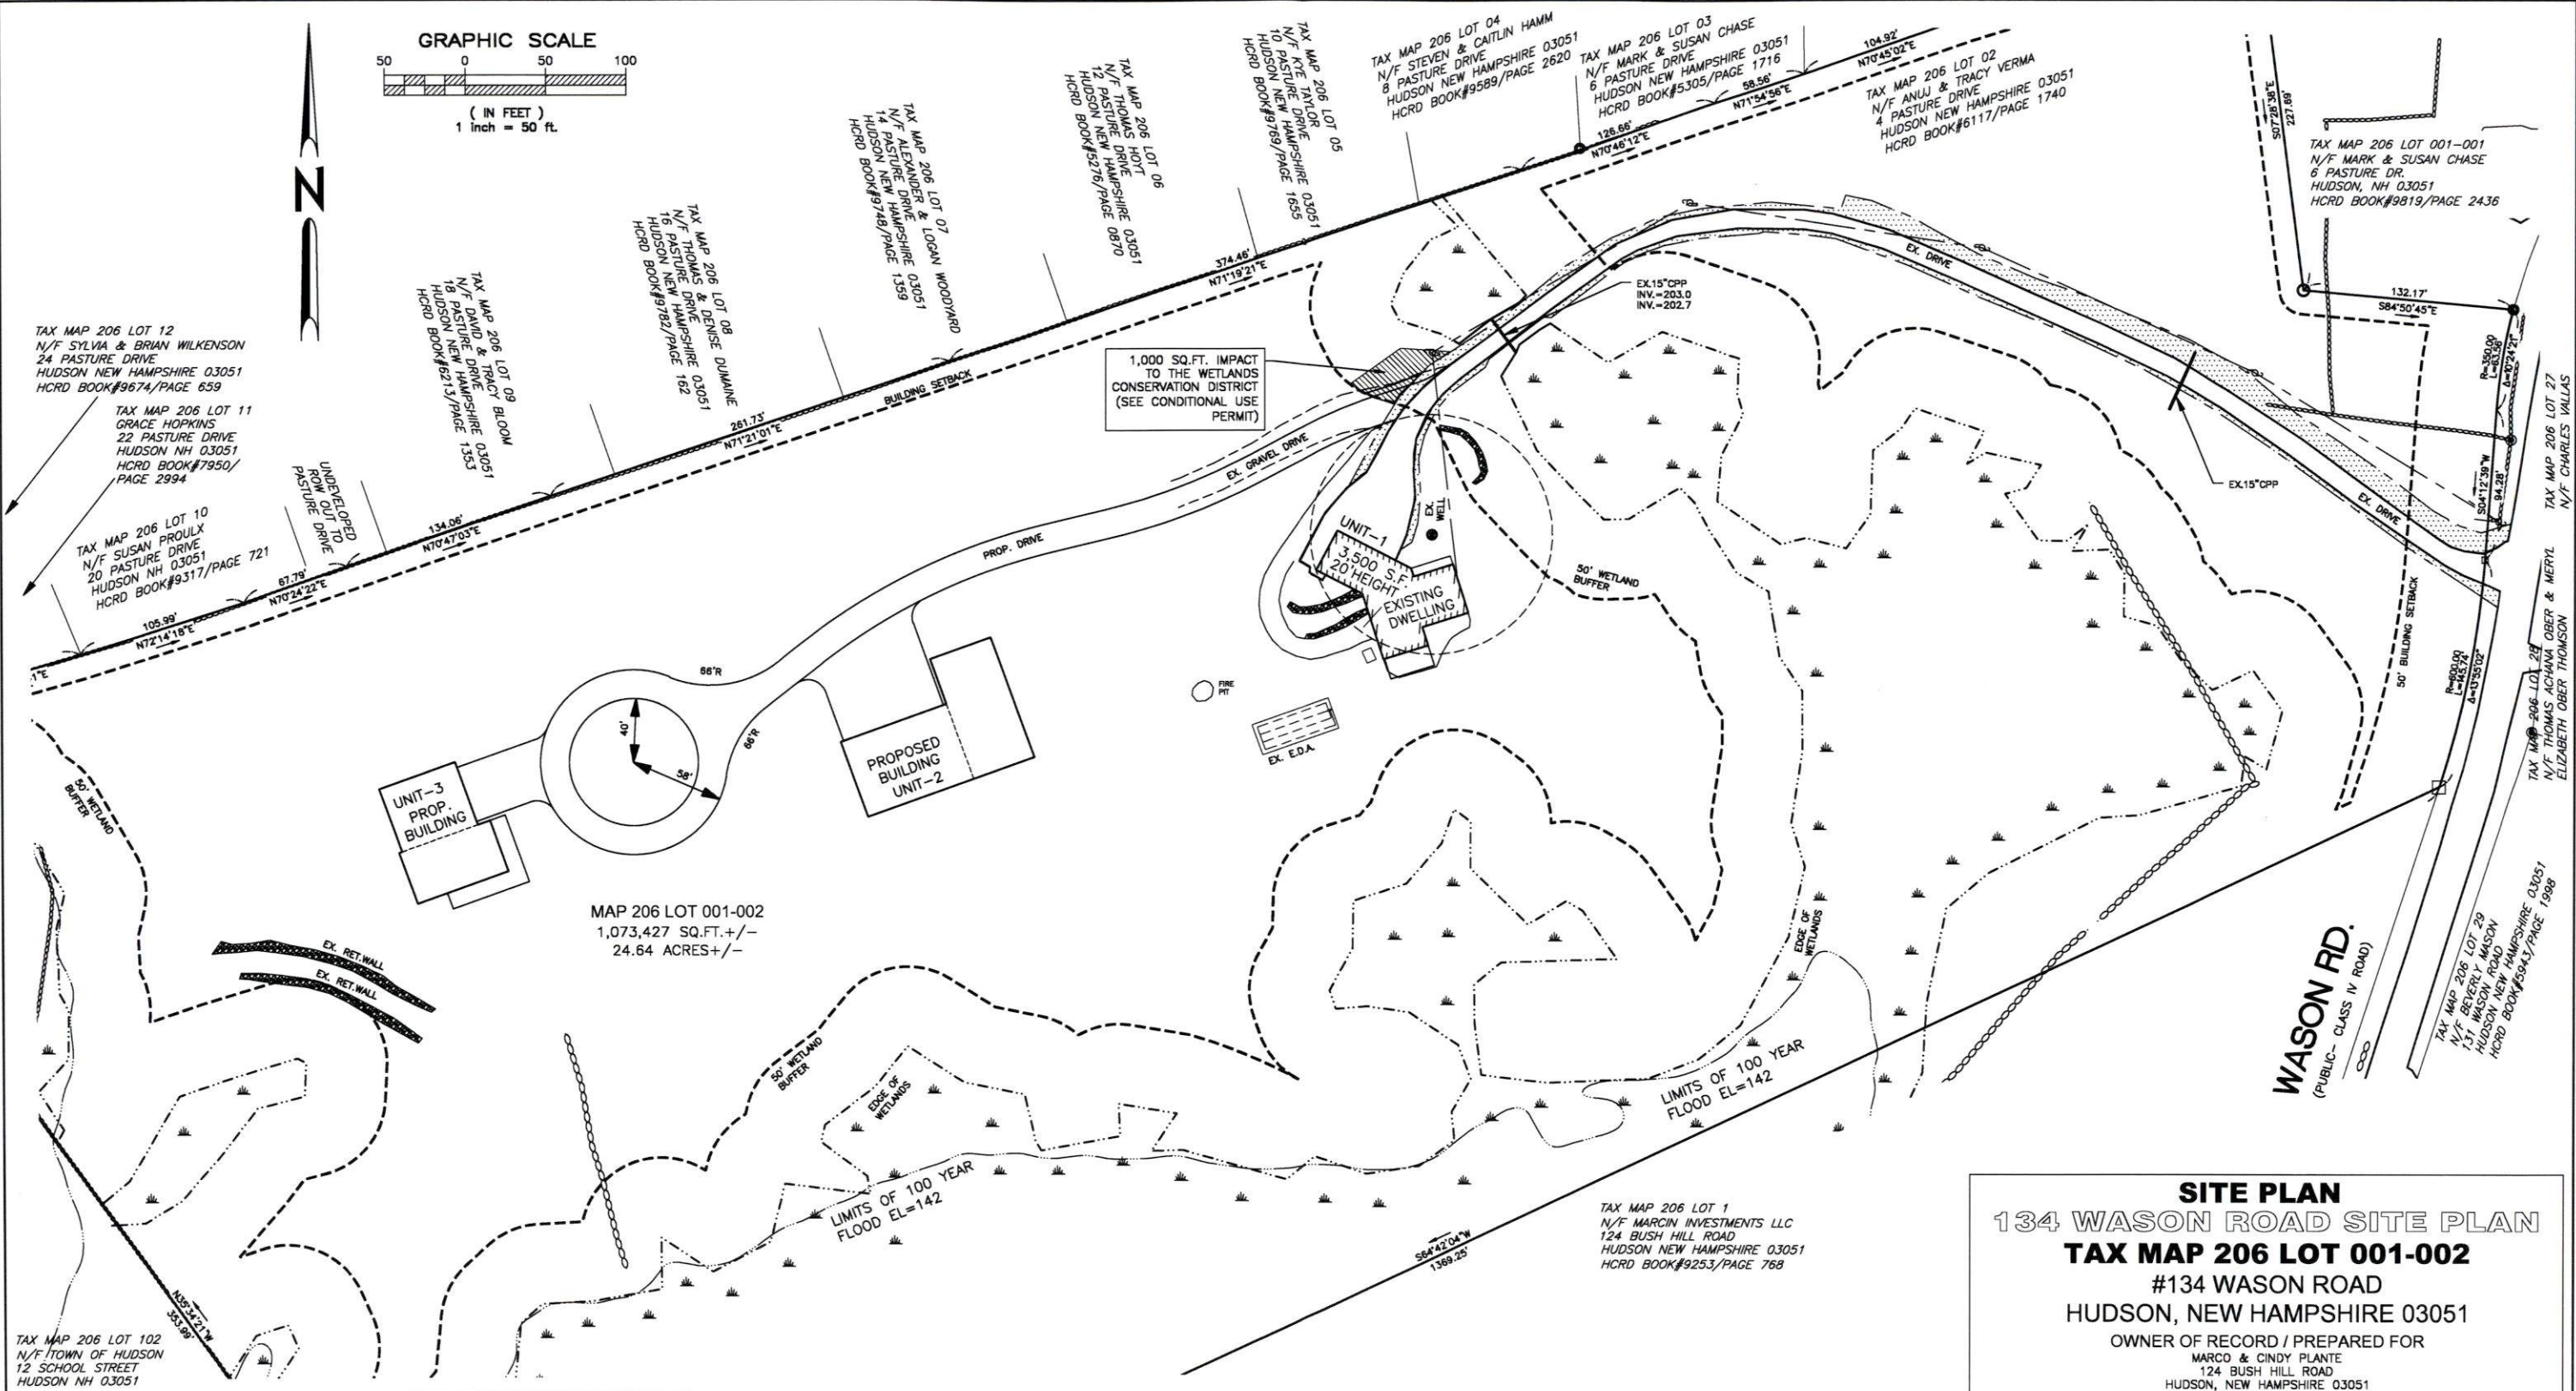 GRAPHIC SCALE
50 0 50 100
( IN FEET )
1 inch = 50 ft.
N
TAX MAP 206 LOT 12
N/F SYLVIA & BRIAN WILKENSON
24 PASTURE DRIVE
HUDSON NEW HAMPSHIRE 03051
HCRD BOOK#9674/PAGE 659
TAX MAP 206 LOT 11
GRACE HOPKINS
22 PASTURE DRIVE
HUDSON NH 03051
HCRD BOOK#7950/
PAGE 2994
TAX MAP 206 LOT 10
N/F SUSAN PROULX
20 PASTURE DRIVE
HUDSON NH 03051
HCRD BOOK#9317/PAGE 721
UNDEVELOPED
ROW OUT TO
PASTURE DRIVE
TAX MAP 206 LOT 09
N/F DAVID & TRACY BLOOM
18 PASTURE DRIVE
HUDSON NEW HAMPSHIRE 03051
HCRD BOOK#6213/PAGE 1353
TAX MAP 206 LOT 08
N/F THOMAS & DENISE DUMAINE
16 PASTURE DRIVE
HUDSON NEW HAMPSHIRE 03051
HCRD BOOK#9782/PAGE 162
TAX MAP 206 LOT 07
N/F ALEXANDER & LOGAN WOODYARD
14 PASTURE DRIVE
HUDSON NEW HAMPSHIRE 03051
HCRD BOOK#9748/PAGE 1359
TAX MAP 206 LOT 06
N/F THOMAS HOYT
12 PASTURE DRIVE
HUDSON NEW HAMPSHIRE 03051
HCRD BOOK#5276/PAGE 0870
TAX MAP 206 LOT 05
N/F KYE TAYLOR
10 PASTURE DRIVE
HUDSON NEW HAMPSHIRE 03051
HCRD BOOK#9769/PAGE 1655
TAX MAP 206 LOT 04
N/F STEVEN & CAITLIN HAMM
8 PASTURE DRIVE
HUDSON NEW HAMPSHIRE 03051
HCRD BOOK#9589/PAGE 2620
TAX MAP 206 LOT 03
N/F MARK & SUSAN CHASE
6 PASTURE DRIVE
HUDSON NEW HAMPSHIRE 03051
HCRD BOOK#5305/PAGE 1716
TAX MAP 206 LOT 02
N/F ANUJ & TRACY VERMA
4 PASTURE DRIVE
HUDSON NEW HAMPSHIRE 03051
HCRD BOOK#6117/PAGE 1740
TAX MAP 206 LOT 001-001
N/F MARK & SUSAN CHASE
6 PASTURE DR.
HUDSON, NH 03051
HCRD BOOK#9819/PAGE 2436
1"E
105.99'
N72°14'18"E
67.79'
N70°24'22"E
134.06'
N70°47'03"E
261.73'
N71°21'01"E
BUILDING SETBACK
374.46'
N71°19'21"E
126.66'
N70°46'12"E
58.56'
N71°54'56"E
104.92'
N70°45'02"E
S07°28'38"E
227.69'
132.17'
S84°50'45"E
R=350.00
L=63.56'
Δ=10°24'21"
S04°12'39"W
94.28'
R=600.00
L=145.74'
Δ=13°55'02"
TAX MAP 206 LOT 27
N/F CHARLES VALLAS
TAX MAP 206 LOT 28
N/F THOMAS ACHANA OBER & MERYL
ELIZABETH OBER THOMSON
TAX MAP 206 LOT 29
N/F BEVERLY MASON
131 WASON ROAD
HUDSON NEW HAMPSHIRE 03051
HCRD BOOK#5943/PAGE 1998
WASON RD.
(PUBLIC- CLASS IV ROAD)
EX. DRIVE
EX.15"CPP
INV.=203.0
INV.=202.7
EX.15"CPP
EX. DRIVE
50' BUILDING SETBACK
1,000 SQ.FT. IMPACT
TO THE WETLANDS
CONSERVATION DISTRICT
(SEE CONDITIONAL USE
PERMIT)
EX. GRAVEL DRIVE
PROP. DRIVE
EX.
WELL
UNIT-1
3,500 S.F.
20'HEIGHT
EXISTING
DWELLING
50' WETLAND
BUFFER
FIRE
PIT
EX. E.D.A.
66'R
66'R
40'
58'
PROPOSED
BUILDING
UNIT-2
UNIT-3
PROP.
BUILDING
MAP 206 LOT 001-002
1,073,427 SQ.FT.+/-
24.64 ACRES+/-
50' WETLAND
BUFFER
EX. RET.WALL
EX. RET.WALL
50' WETLAND
BUFFER
EDGE OF
WETLANDS
EDGE OF
WETLANDS
LIMITS OF 100 YEAR
FLOOD EL=142
LIMITS OF 100 YEAR
FLOOD EL=142
S64°42'04"W
1369.25'
N35°34'21"W
353.99'
TAX MAP 206 LOT 1
N/F MARCIN INVESTMENTS LLC
124 BUSH HILL ROAD
HUDSON NEW HAMPSHIRE 03051
HCRD BOOK#9253/PAGE 768
TAX MAP 206 LOT 102
N/F TOWN OF HUDSON
12 SCHOOL STREET
HUDSON NH 03051
SITE PLAN
134 WASON ROAD SITE PLAN
TAX MAP 206 LOT 001-002
#134 WASON ROAD
HUDSON, NEW HAMPSHIRE 03051
OWNER OF RECORD / PREPARED FOR
MARCO & CINDY PLANTE
124 BUSH HILL ROAD
HUDSON, NEW HAMPSHIRE 03051